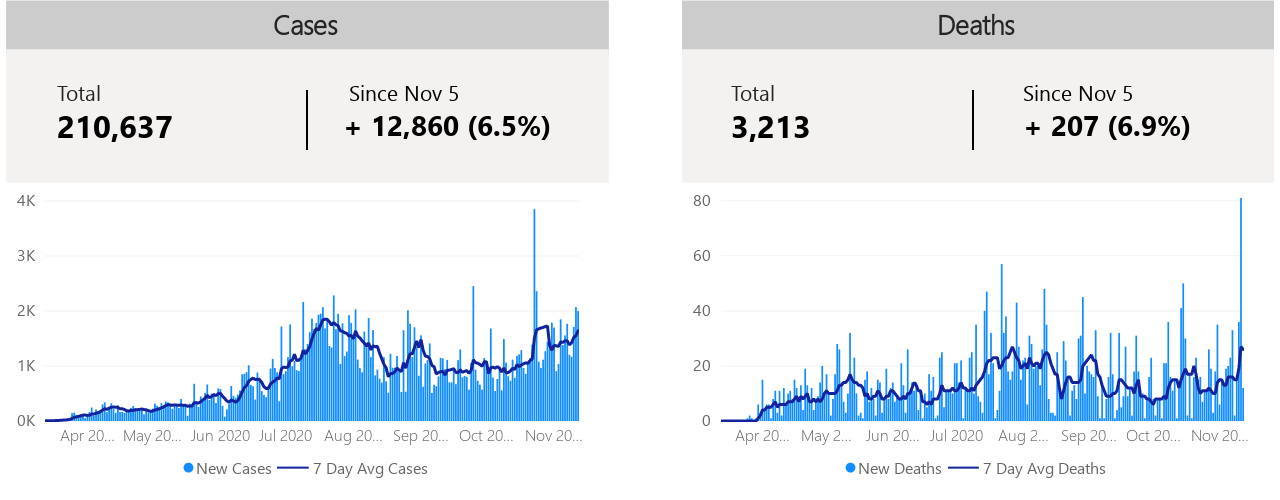 Cases
Total
Since Nov 5
210,637
+ 12,860 (6.5%)
4K
3K
2K
1K
0K
Apr 20... May 20... Jun 2020 Jul 2020 Aug 20... Sep 20... Oct 20... Nov 20...
New Cases 7 Day Avg Cases
Deaths
Total
Since Nov 5
3,213
+ 207 (6.9%)
80
60
40
20
0
Apr 20... May 2... Jun 20... Jul 2020 Aug 2... Sep 20... Oct 20... Nov 20...
New Deaths 7 Day Avg Deaths